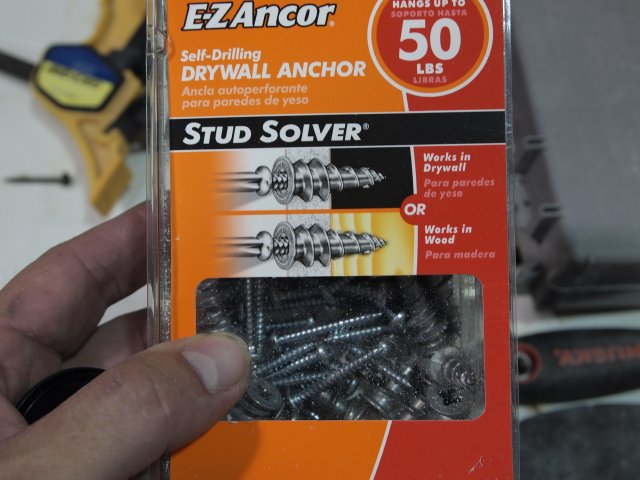 E-Z Ancor®
Self-Drilling
DRYWALL ANCHOR
Ancla autoperforante
para paredes de yeso
HANGS UP TO
SOPORTO HASTA
50
LBS
LIBRAS
STUD SOLVER®
Works in
Drywall
Para paredes
de yeso
OR
Works in
Wood
Para madera